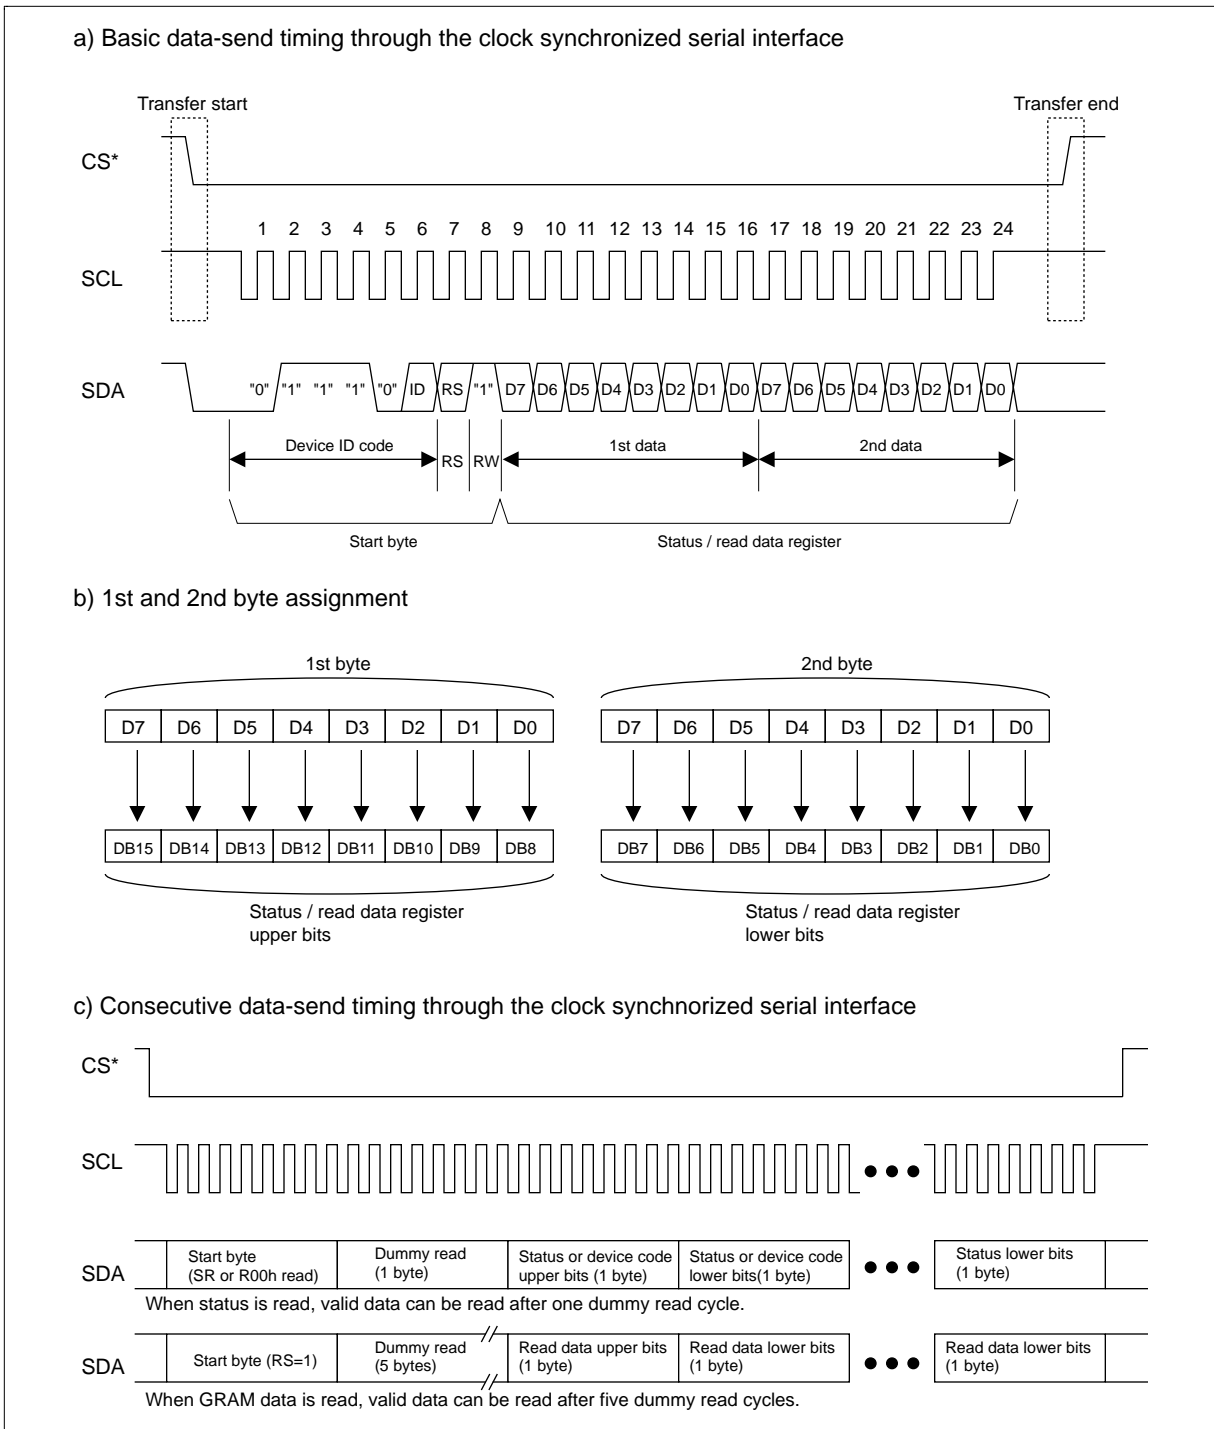 a) Basic data-send timing through the clock synchronized serial interface
Transfer start
Transfer end
CS*
1 2 3 4 5 6 7 8 9 10 11 12 13 14 15 16 17 18 19 20 21 22 23 24
SCL
SDA
"0" "1" "1" "1" "0" ID RS "1" D7 D6 D5 D4 D3 D2 D1 D0 D7 D6 D5 D4 D3 D2 D1 D0
Device ID code
RS RW
1st data
2nd data
Start byte
Status / read data register
b) 1st and 2nd byte assignment
1st byte
2nd byte
D7 D6 D5 D4 D3 D2 D1 D0
D7 D6 D5 D4 D3 D2 D1 D0
DB15 DB14 DB13 DB12 DB11 DB10 DB9 DB8
DB7 DB6 DB5 DB4 DB3 DB2 DB1 DB0
Status / read data register
upper bits
Status / read data register
lower bits
c) Consecutive data-send timing through the clock synchnorized serial interface
CS*
SCL
SDA
Start byte
(SR or R00h read)
Dummy read
(1 byte)
Status or device code
upper bits (1 byte)
Status or device code
lower bits(1 byte)
Status lower bits
(1 byte)
When status is read, valid data can be read after one dummy read cycle.
SDA
Start byte (RS=1)
Dummy read
(5 bytes)
Read data upper bits
(1 byte)
Read data lower bits
(1 byte)
Read data lower bits
(1 byte)
When GRAM data is read, valid data can be read after five dummy read cycles.